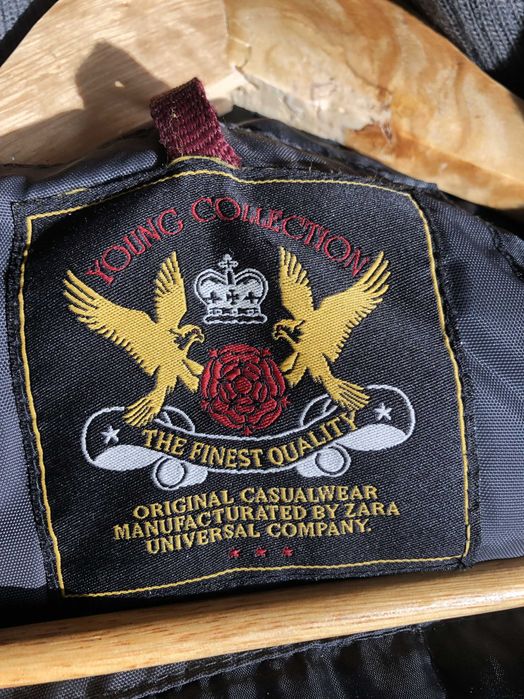 YOUNG COLLECTION
THE FINEST QUALITY
ORIGINAL CASUALWEAR
MANUFACTURATED BY ZARA
UNIVERSAL COMPANY.